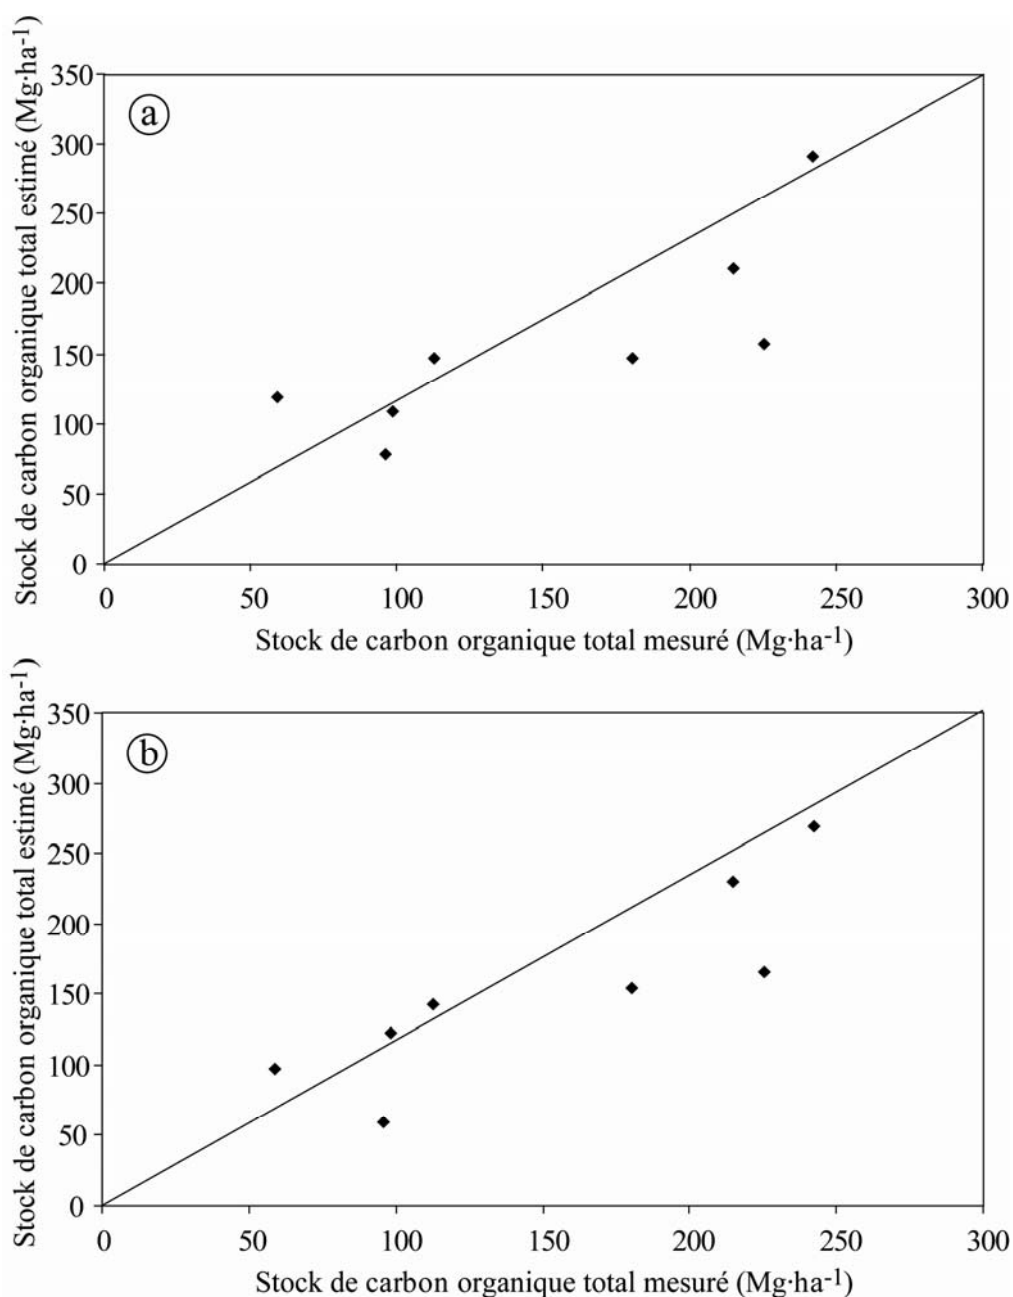 Stock de carbon organique total estimé (Mg·ha-1)
350
300
250
200
150
100
50
0
a
0 50 100 150 200 250 300
Stock de carbon organique total mesuré (Mg·ha-1)
Stock de carbon organique total estimé (Mg·ha-1)
350
300
250
200
150
100
50
0
b
0 50 100 150 200 250 300
Stock de carbon organique total mesuré (Mg·ha-1)